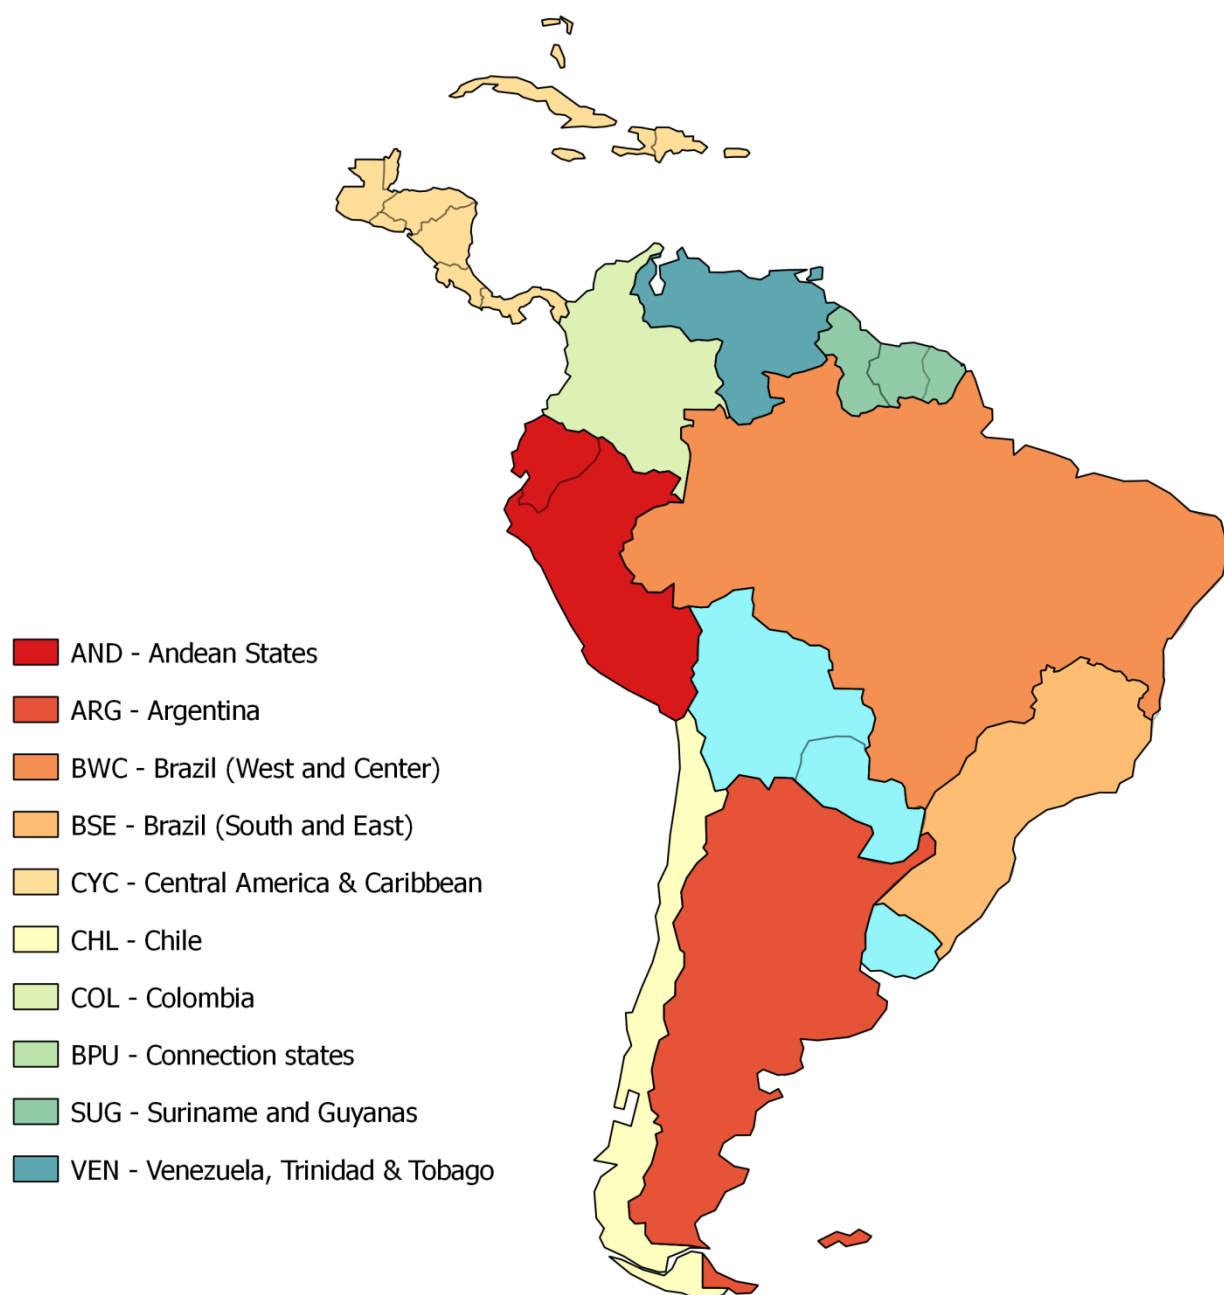 AND - Andean States
ARG - Argentina
BWC - Brazil (West and Center)
BSE - Brazil (South and East)
CYC - Central America & Caribbean
CHL - Chile
COL - Colombia
BPU - Connection states
SUG - Suriname and Guyanas
VEN - Venezuela, Trinidad & Tobago